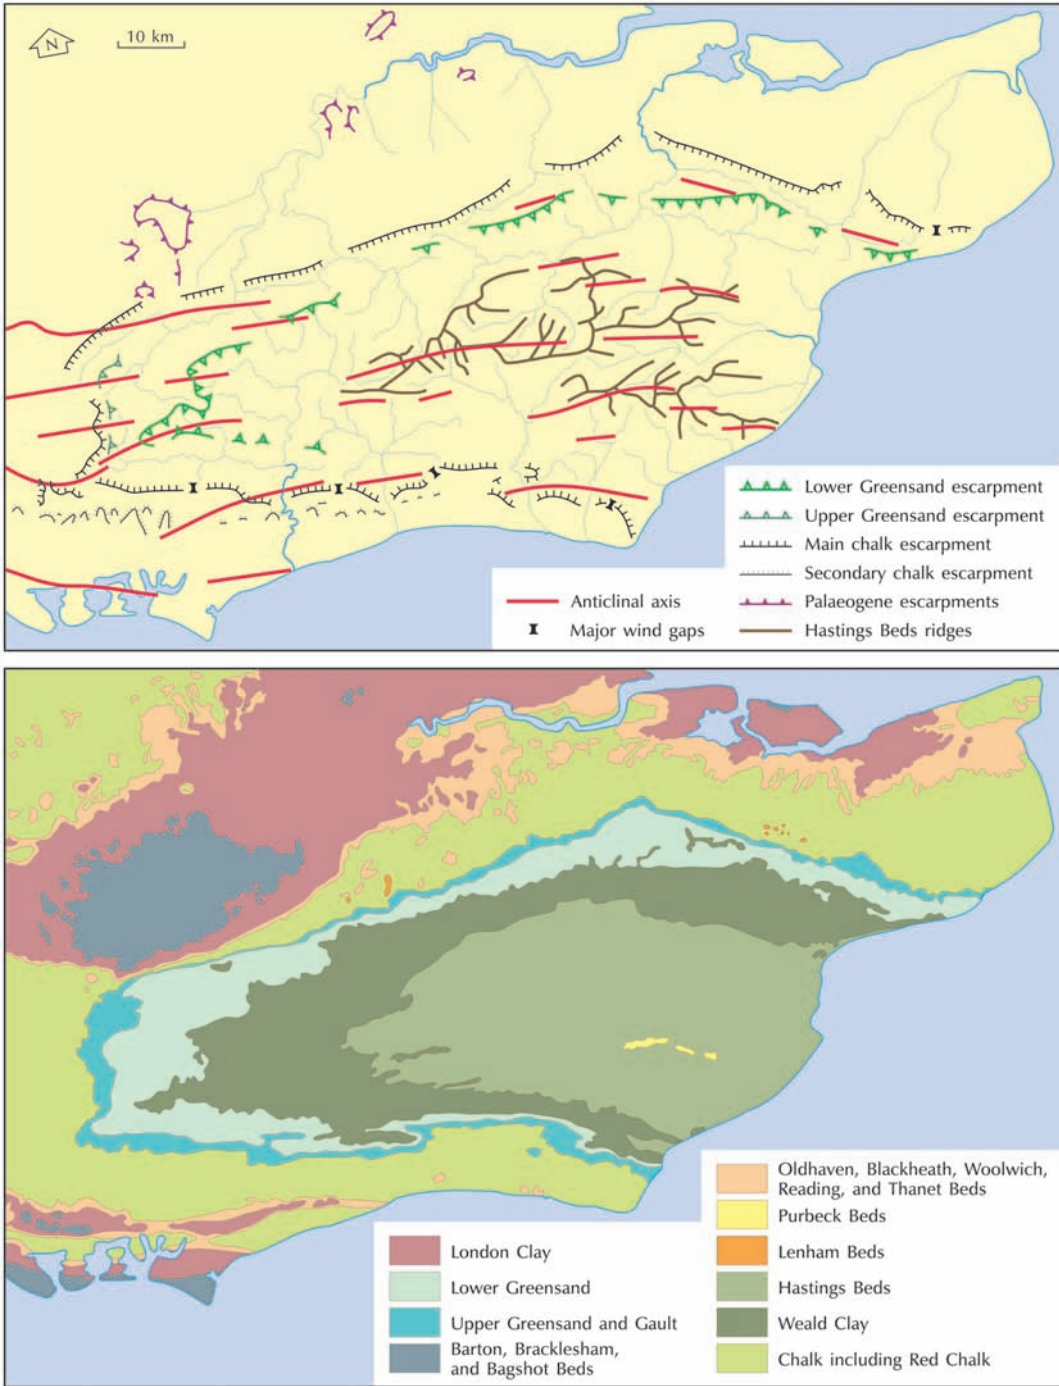 N
10 km
Lower Greensand escarpment
Upper Greensand escarpment
Main chalk escarpment
Secondary chalk escarpment
Palaeogene escarpments
Hastings Beds ridges
Anticlinal axis
Major wind gaps
London Clay
Lower Greensand
Upper Greensand and Gault
Barton, Bracklesham,
and Bagshot Beds
Oldhaven, Blackheath, Woolwich,
Reading, and Thanet Beds
Purbeck Beds
Lenham Beds
Hastings Beds
Weald Clay
Chalk including Red Chalk